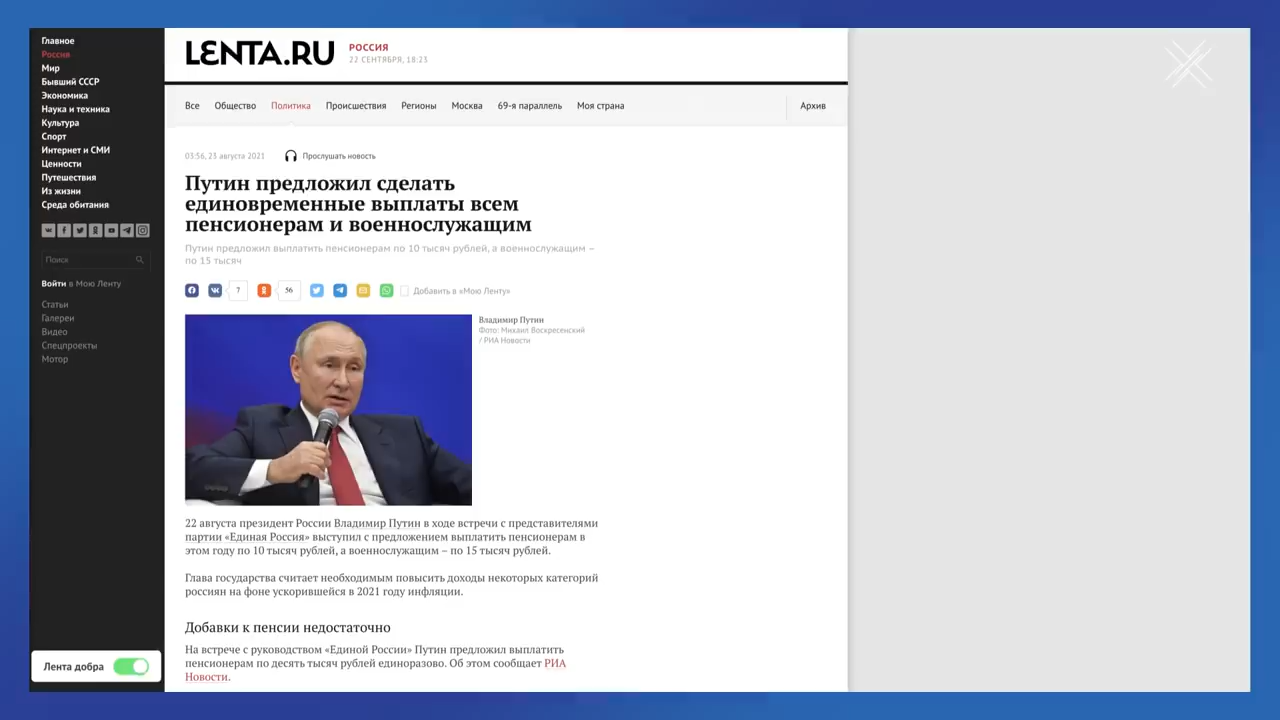 Главное
Россия
Мир
Бывший СССР
Экономика
Наука и техника
Культура
Спорт
Интернет и СМИ
Ценности
Путешествия
Из жизни
Среда обитания
Поиск
Войти в Мою Ленту
Статьи
Галереи
Видео
Спецпроекты
Мотор
Лента добра
LENTA.RU
РОССИЯ
22 СЕНТЯБРЯ, 18:23
Все Общество Политика Происшествия Регионы Москва 69-я параллель Моя страна Архив
03:56, 23 августа 2021 Прослушать новость
Путин предложил сделать
единовременные выплаты всем
пенсионерам и военнослужащим
Путин предложил выплатить пенсионерам по 10 тысяч рублей, а военнослужащим –
по 15 тысяч
7 56 Добавить в «Мою Ленту»
Владимир Путин
Фото: Михаил Воскресенский
/ РИА Новости
22 августа президент России Владимир Путин в ходе встречи с представителями
партии «Единая Россия» выступил с предложением выплатить пенсионерам в
этом году по 10 тысяч рублей, а военнослужащим – по 15 тысяч рублей.
Глава государства считает необходимым повысить доходы некоторых категорий
россиян на фоне ускорившейся в 2021 году инфляции.
Добавки к пенсии недостаточно
На встрече с руководством «Единой России» Путин предложил выплатить
пенсионерам по десять тысяч рублей единоразово. Об этом сообщает РИА
Новости.